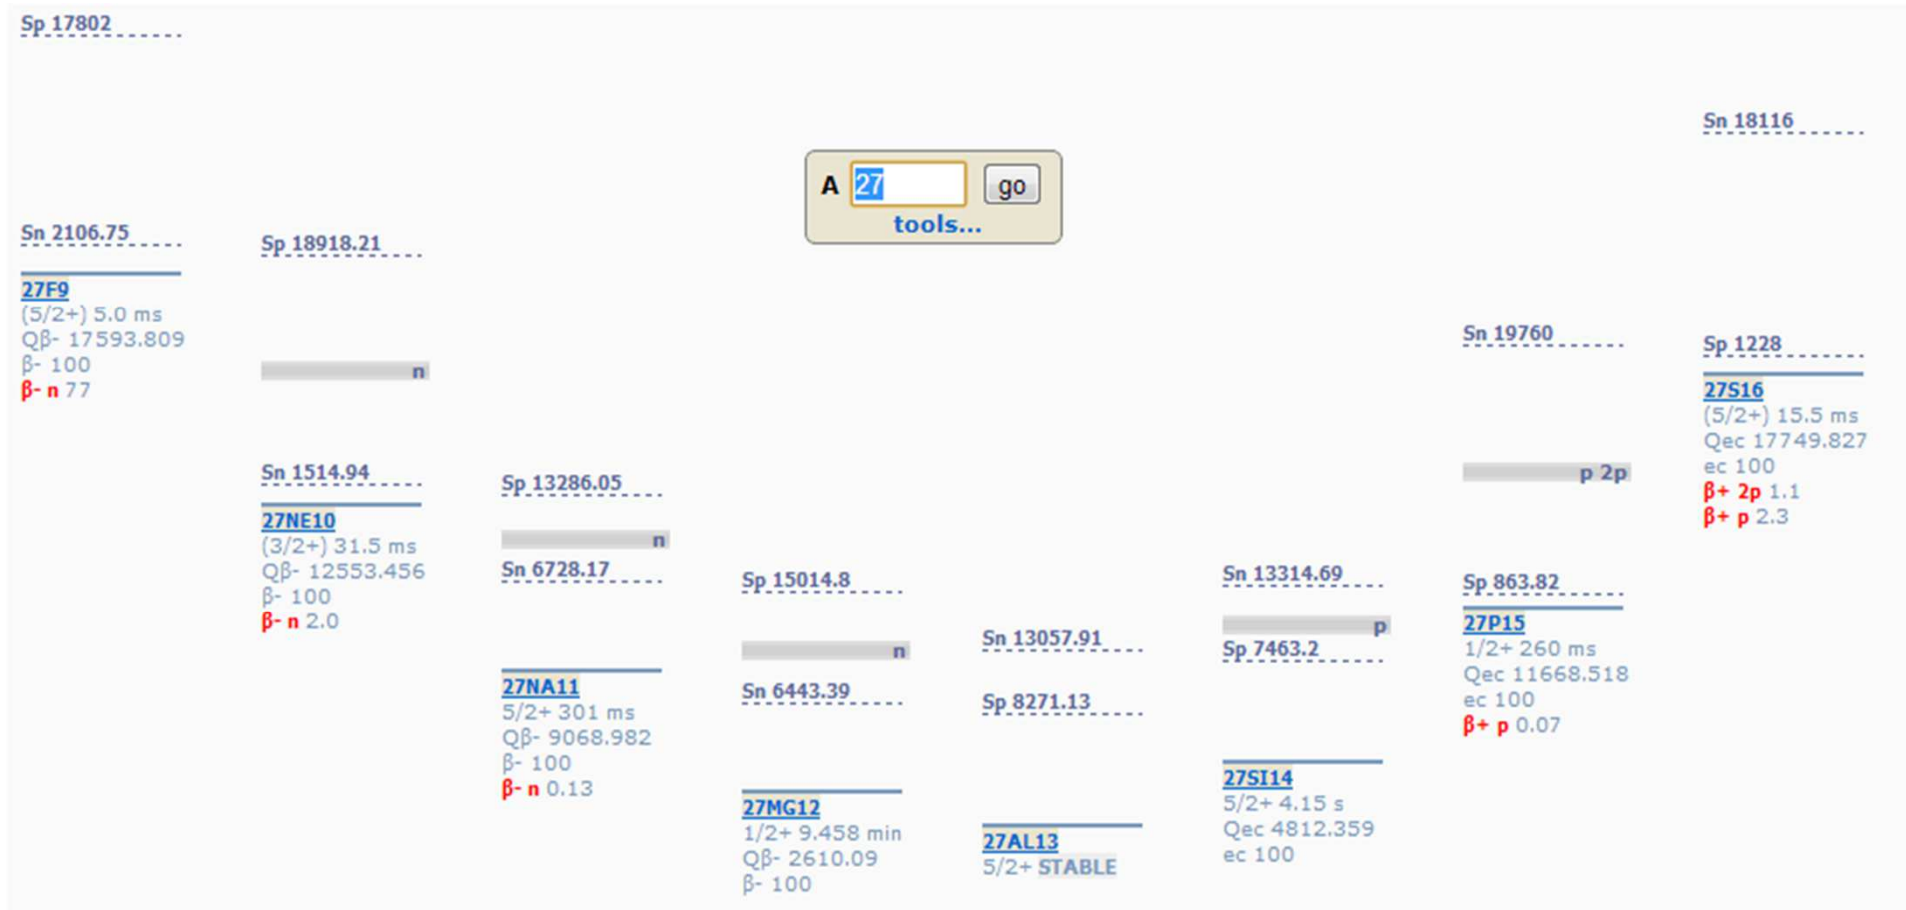 Sp 17802
Sn 2106.75
27F9
(5/2+) 5.0 ms
Qβ- 17593.809
β- 100
β- n 77
Sp 18918.21
n
Sn 1514.94
27NE10
(3/2+) 31.5 ms
Qβ- 12553.456
β- 100
β- n 2.0
Sp 13286.05
n
Sn 6728.17
27NA11
5/2+ 301 ms
Qβ- 9068.982
β- 100
β- n 0.13
A 27 go
tools...
Sp 15014.8
n
Sn 6443.39
27MG12
1/2+ 9.458 min
Qβ- 2610.09
β- 100
Sn 13057.91
Sp 8271.13
27AL13
5/2+ STABLE
Sn 13314.69
p
Sp 7463.2
27SI14
5/2+ 4.15 s
Qec 4812.359
ec 100
Sn 19760
p 2p
Sp 863.82
27P15
1/2+ 260 ms
Qec 11668.518
ec 100
β+ p 0.07
Sn 18116
Sp 1228
27S16
(5/2+) 15.5 ms
Qec 17749.827
ec 100
β+ 2p 1.1
β+ p 2.3